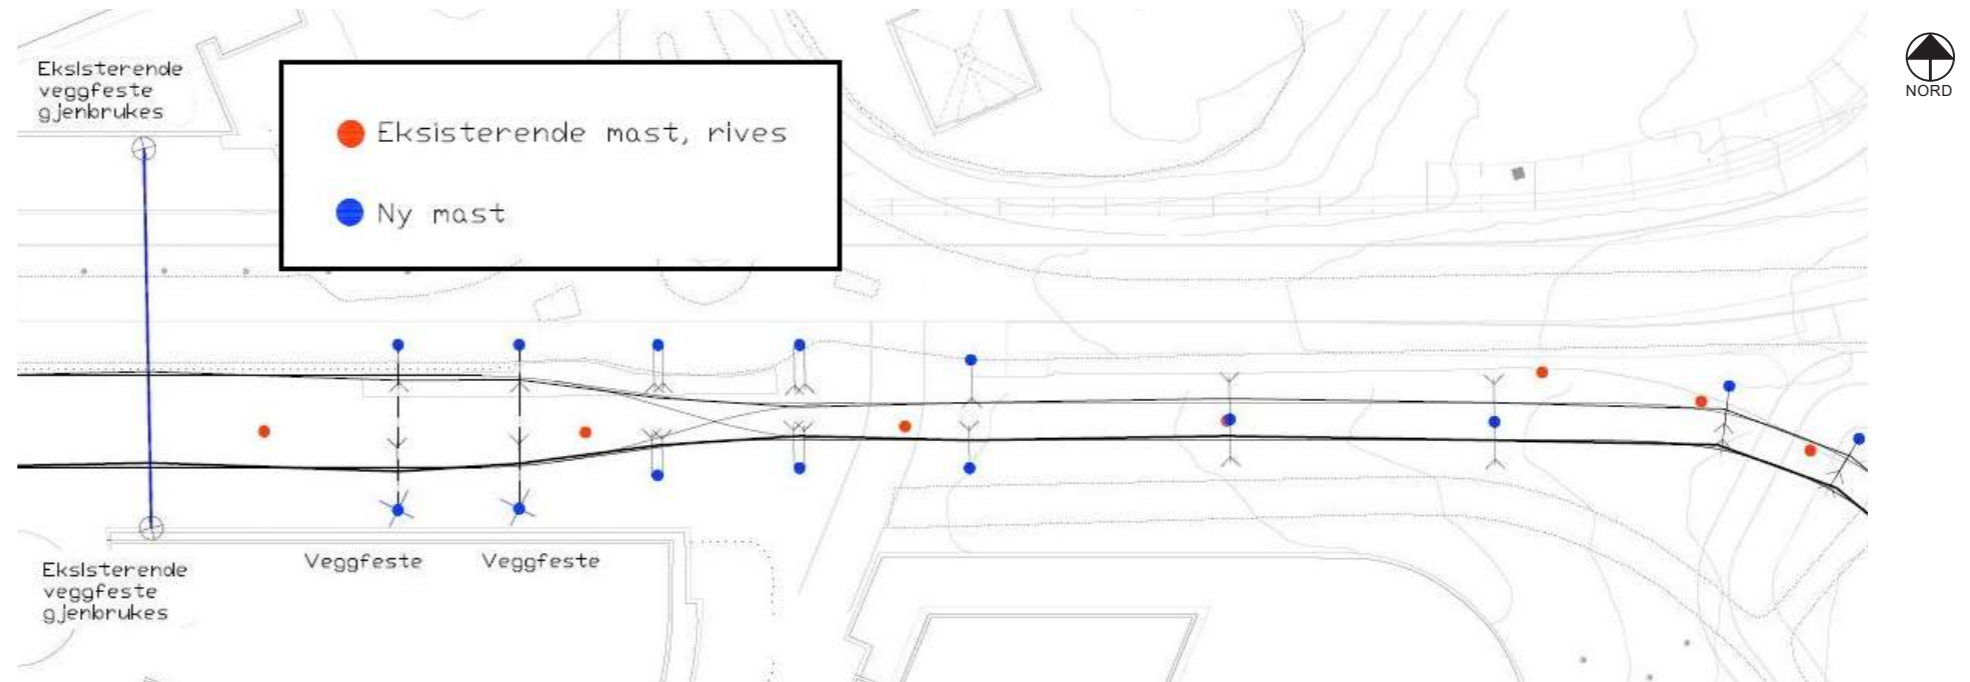 Eksisterende
veggfeste
gjenbrukes
NORD
Eksisterende mast, rives
Ny mast
Veggfeste
Veggfeste
Eksisterende
veggfeste
gjenbrukes